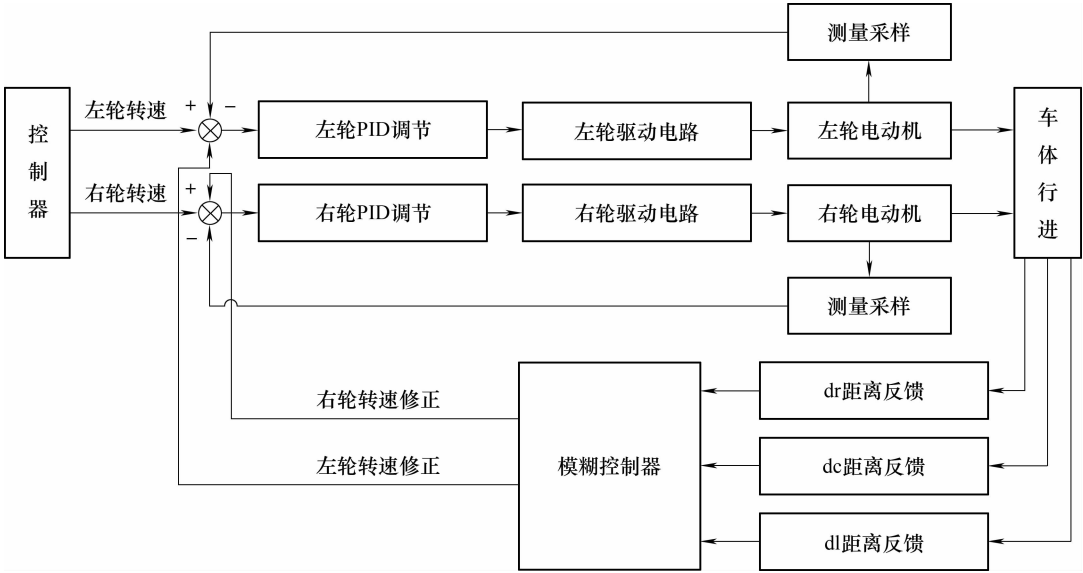 测量采样
控制器
左轮转速
+
−
左轮PID调节
左轮驱动电路
左轮电动机
车体行进
右轮转速
+
−
右轮PID调节
右轮驱动电路
右轮电动机
测量采样
右轮转速修正
左轮转速修正
模糊控制器
dr距离反馈
dc距离反馈
dl距离反馈